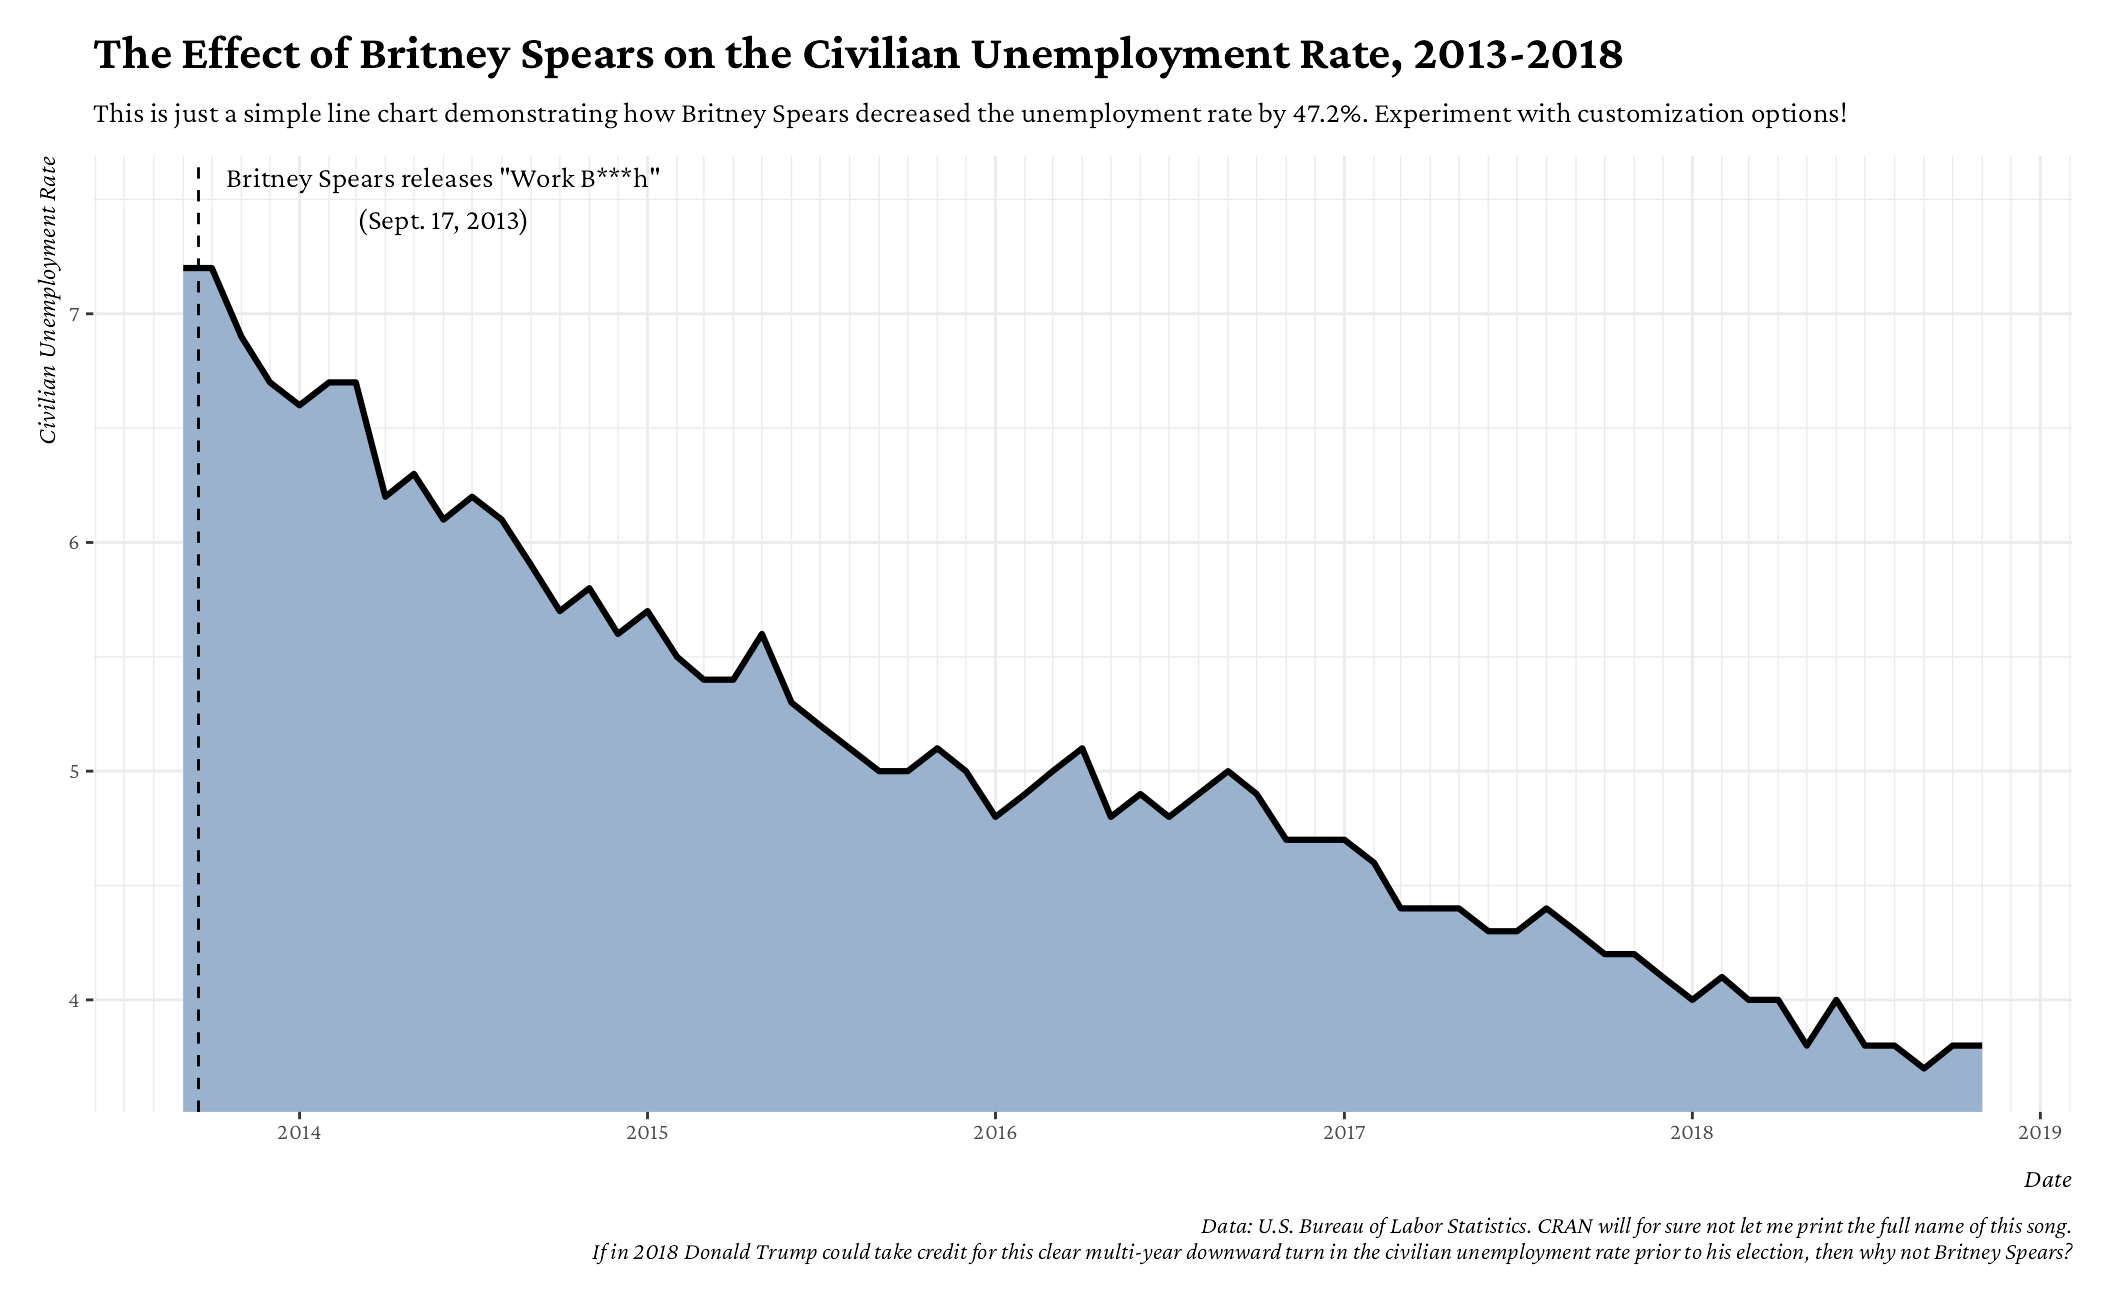 The Effect of Britney Spears on the Civilian Unemployment Rate, 2013-2018
This is just a simple line chart demonstrating how Britney Spears decreased the unemployment rate by 47.2%. Experiment with customization options!
Civilian Unemployment Rate
Britney Spears releases "Work B***h"
(Sept. 17, 2013)
7
6
5
4
2014
2015
2016
2017
2018
2019
Date
Data: U.S. Bureau of Labor Statistics. CRAN will for sure not let me print the full name of this song.
If in 2018 Donald Trump could take credit for this clear multi-year downward turn in the civilian unemployment rate prior to his election, then why not Britney Spears?